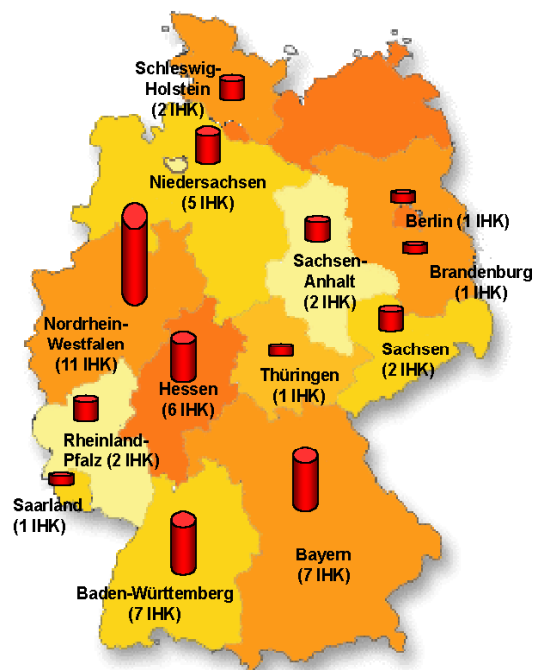 Schleswig-
Holstein
(2 IHK)
Niedersachsen
(5 IHK)
Berlin (1 IHK)
Sachsen-
Anhalt
(2 IHK)
Brandenburg
(1 IHK)
Nordrhein-
Westfalen
(11 IHK)
Hessen
(6 IHK)
Thüringen
(1 IHK)
Sachsen
(2 IHK)
Rheinland-
Pfalz (2 IHK)
Saarland
(1 IHK)
Bayern
(7 IHK)
Baden-Württemberg
(7 IHK)